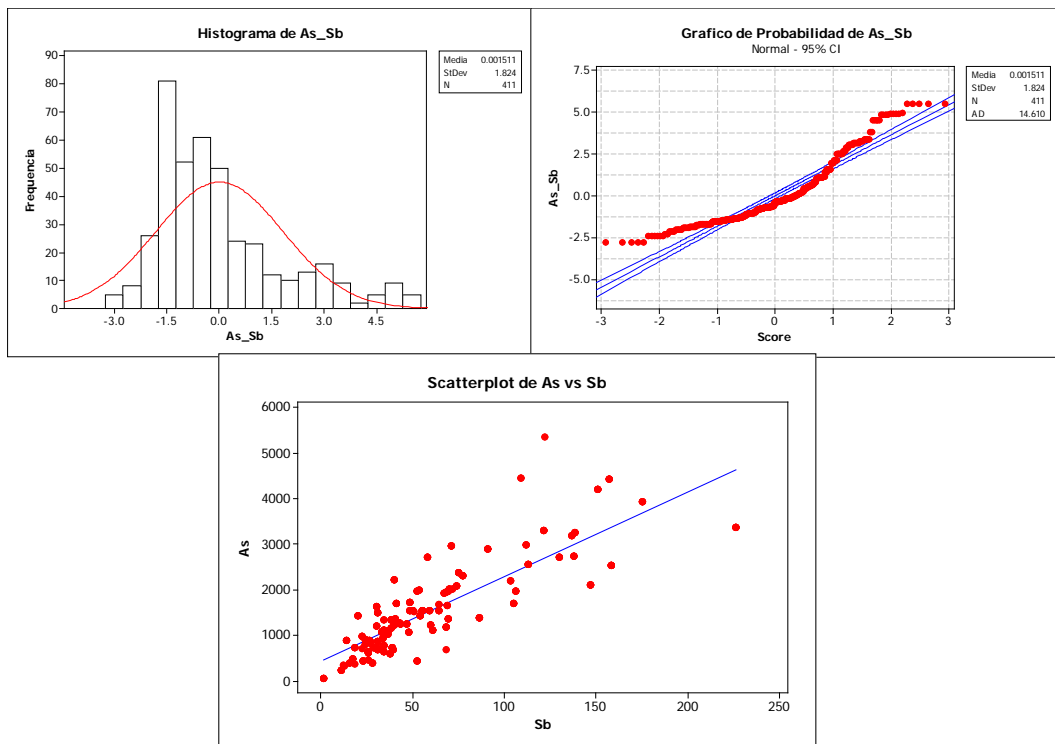 Histograma de As_Sb
Media 0.001511
StDev 1.824
N 411
90
80
70
60
50
40
30
20
10
0
Frequencia
-3.0 -1.5 0.0 1.5 3.0 4.5
As_Sb
Grafico de Probabilidad de As_Sb
Normal - 95% CI
Media 0.001511
StDev 1.824
N 411
AD 14.610
7.5
5.0
2.5
0.0
-2.5
-5.0
As_Sb
-3 -2 -1 0 1 2 3
Score
Scatterplot de As vs Sb
6000
5000
4000
3000
2000
1000
0
As
0 50 100 150 200 250
Sb